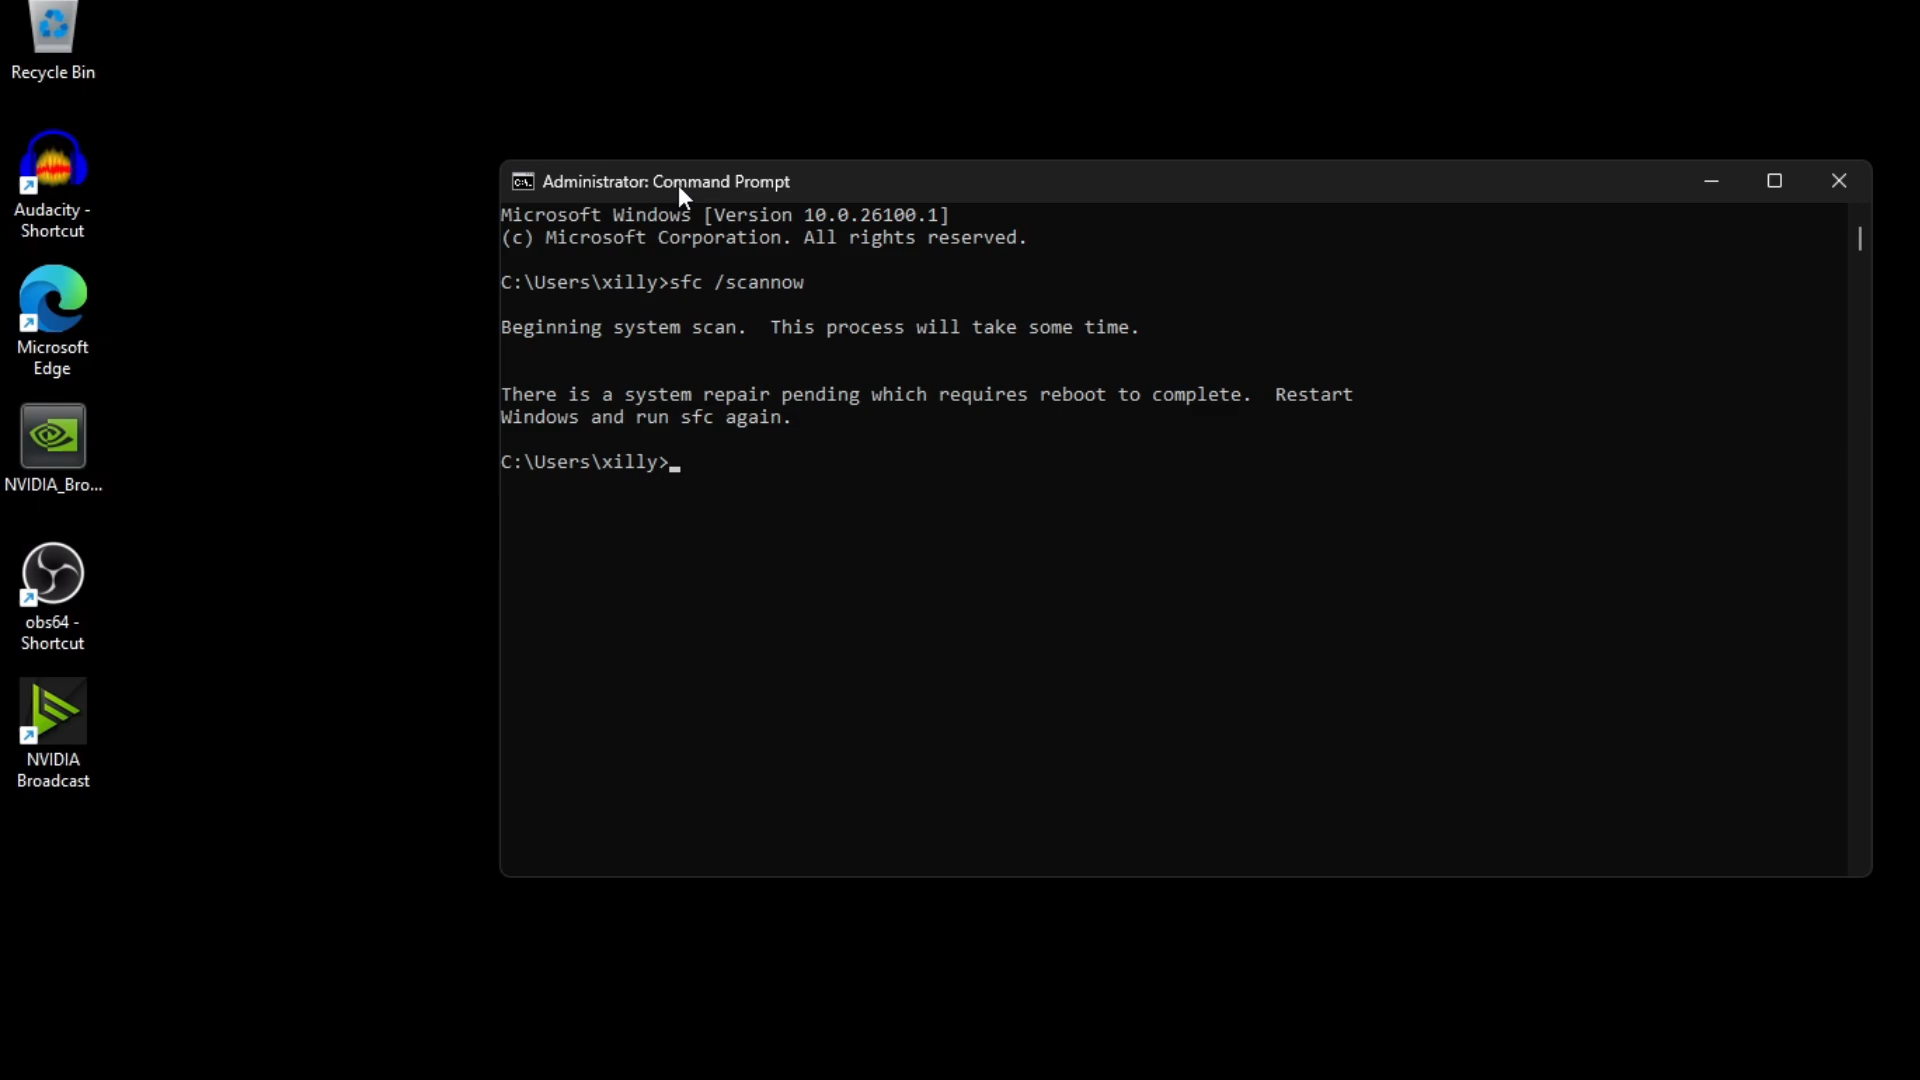 Recycle Bin
Audacity -
Shortcut
Microsoft
Edge
NVIDIA_Bro...
obs64 -
Shortcut
NVIDIA
Broadcast
Administrator: Command Prompt
Microsoft Windows [Version 10.0.26100.1]
(c) Microsoft Corporation. All rights reserved.
C:\Users\xilly>sfc /scannow
Beginning system scan.  This process will take some time.
There is a system repair pending which requires reboot to complete.  Restart
Windows and run sfc again.
C:\Users\xilly>